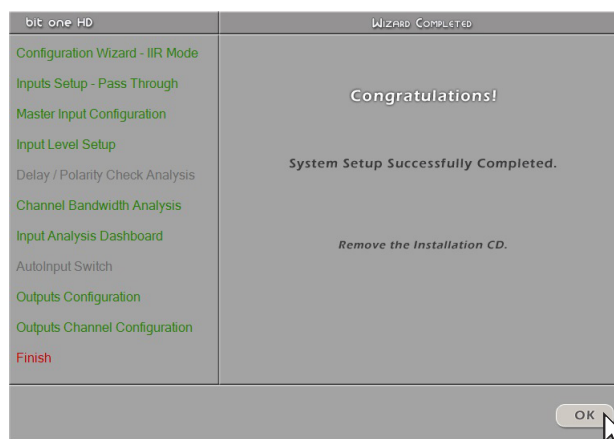 bit one HD
Wizard Completed
Configuration Wizard - IIR Mode
Inputs Setup - Pass Through
Master Input Configuration
Input Level Setup
Delay / Polarity Check Analysis
Channel Bandwidth Analysis
Input Analysis Dashboard
AutoInput Switch
Outputs Configuration
Outputs Channel Configuration
Finish
Congratulations!
System Setup Successfully Completed.
Remove the Installation CD.
OK